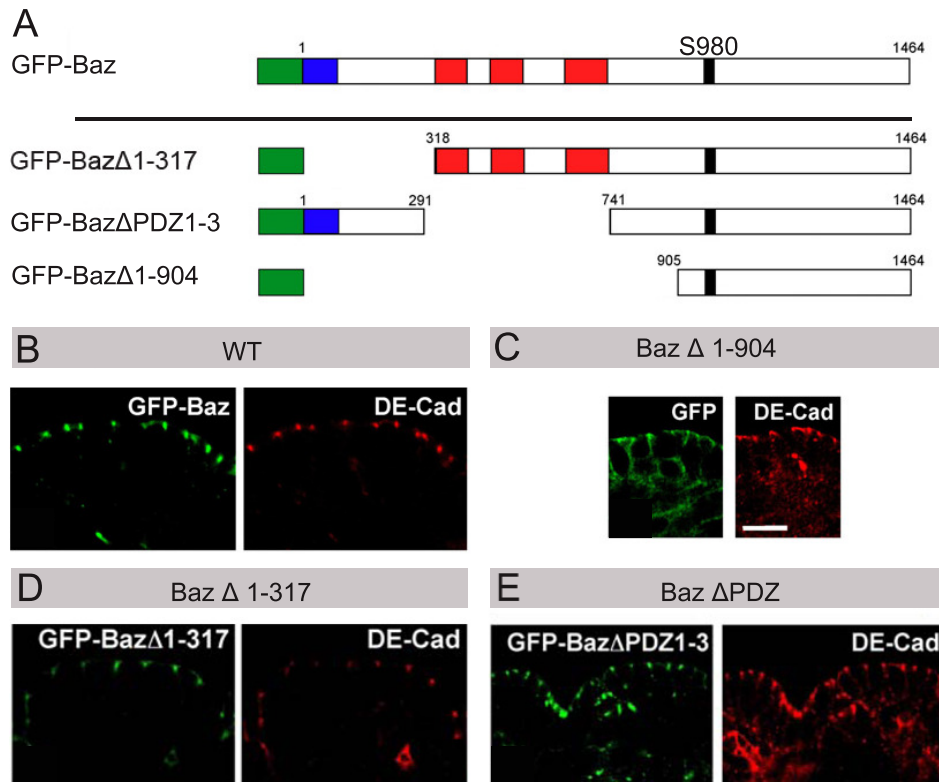 A
1 S980 1464
GFP-Baz
318 1464
GFP-BazΔ1-317
1 291 741 1464
GFP-BazΔPDZ1-3
905 1464
GFP-BazΔ1-904
B WT
GFP-Baz DE-Cad
C Baz Δ 1-904
GFP DE-Cad
D Baz Δ 1-317
GFP-BazΔ1-317 DE-Cad
E Baz ΔPDZ
GFP-BazΔPDZ1-3 DE-Cad